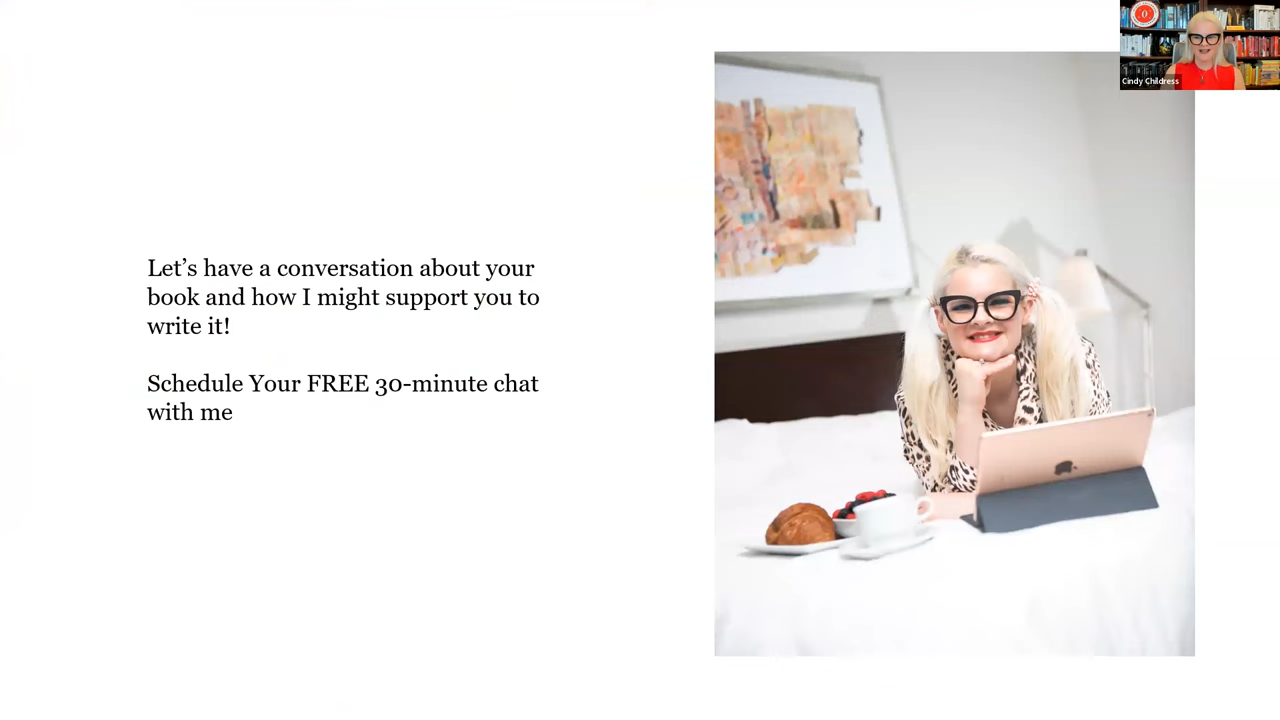 Cindy Childress
Let’s have a conversation about your
book and how I might support you to
write it!
Schedule Your FREE 30-minute chat
with me